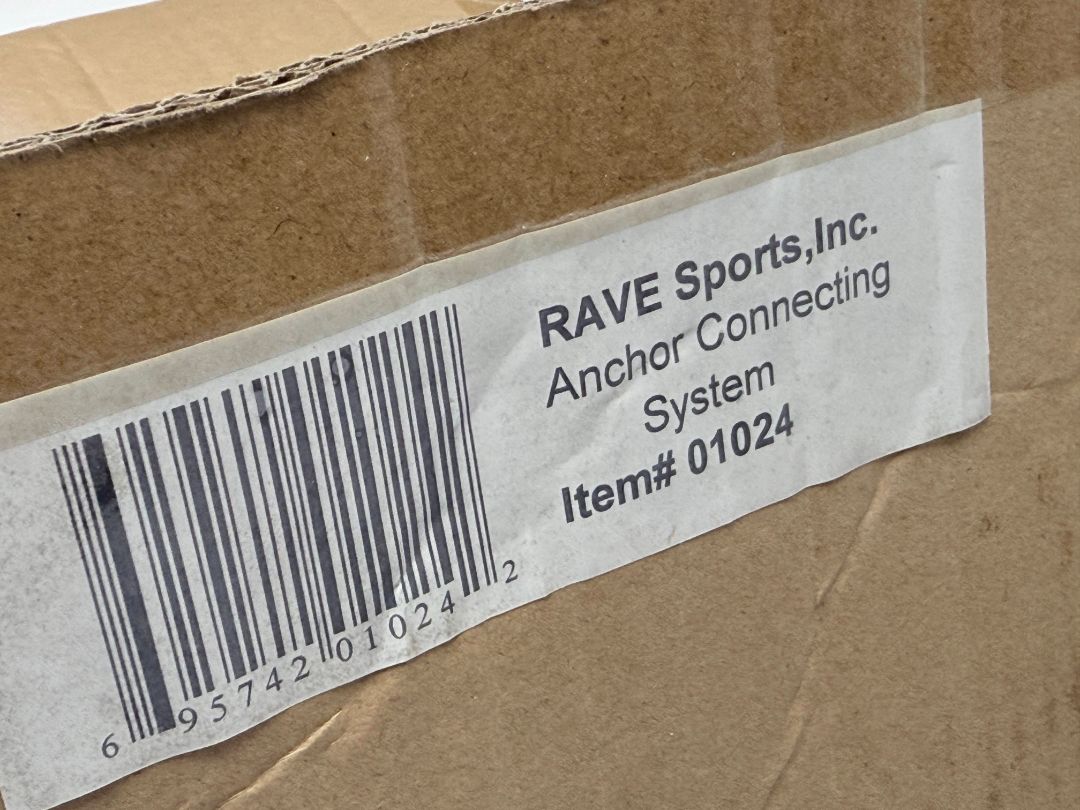 RAVE Sports,Inc.
Anchor Connecting
System
Item# 01024
6 95742 01024 2